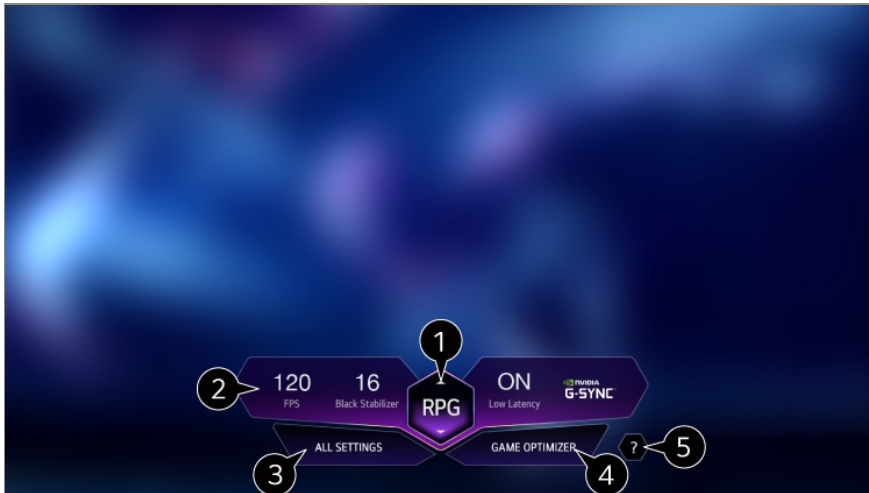 1
2
120
FPS
16
Black Stabilizer
RPG
ON
Low Latency
NVIDIA
G-SYNC
ALL SETTINGS
GAME OPTIMIZER
?
5
3
4